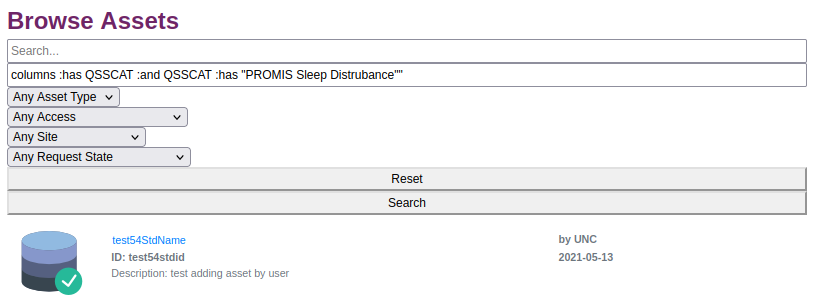 Browse Assets
Search...
columns :has QSSCAT :and QSSCAT :has "PROMIS Sleep Distrubance""
Any Asset Type
Any Access
Any Site
Any Request State
Reset
Search
test54StdName
by UNC
ID: test54stdid
2021-05-13
Description: test adding asset by user